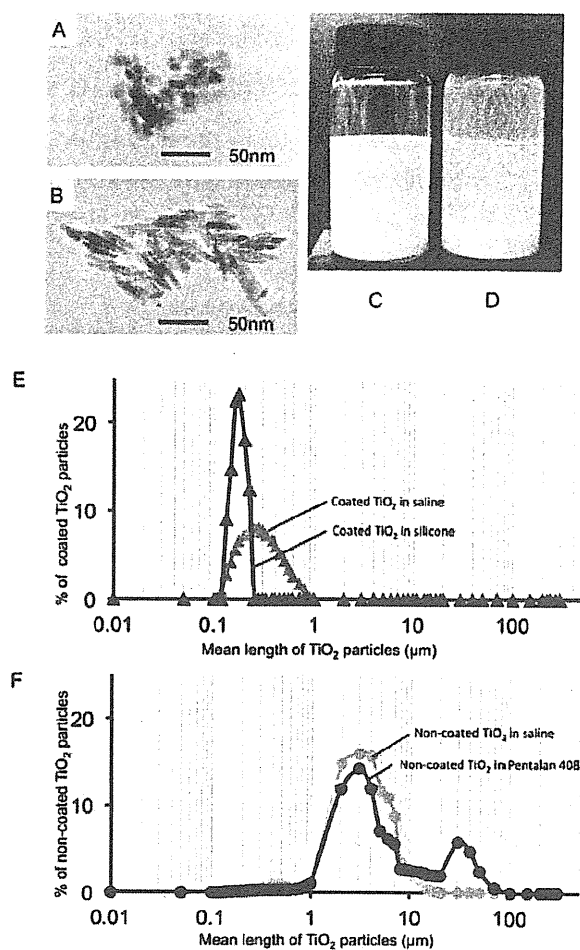 A
50nm
B
50nm
C
D
E
% of coated TiO₂ particles
20
10
0
Coated TiO₂ in saline
Coated TiO₂ in silicone
0.01
0.1
1
10
100
Mean length of TiO₂ particles (µm)
F
% of non-coated TiO₂ particles
20
10
0
Non-coated TiO₂ in saline
Non-coated TiO₂ in Pentalan 408
0.01
0.1
1
10
100
Mean length of TiO₂ particles (µm)